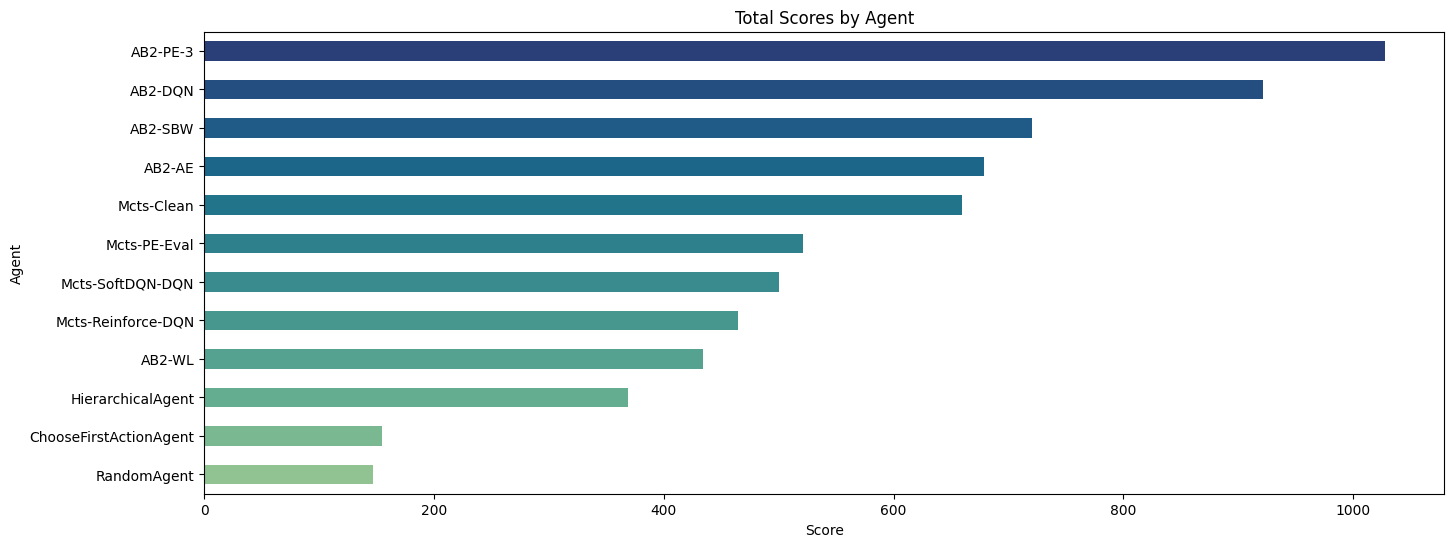 Total Scores by Agent
Agent
AB2-PE-3
AB2-DQN
AB2-SBW
AB2-AE
Mcts-Clean
Mcts-PE-Eval
Mcts-SoftDQN-DQN
Mcts-Reinforce-DQN
AB2-WL
HierarchicalAgent
ChooseFirstActionAgent
RandomAgent
0 200 400 600 800 1000
Score